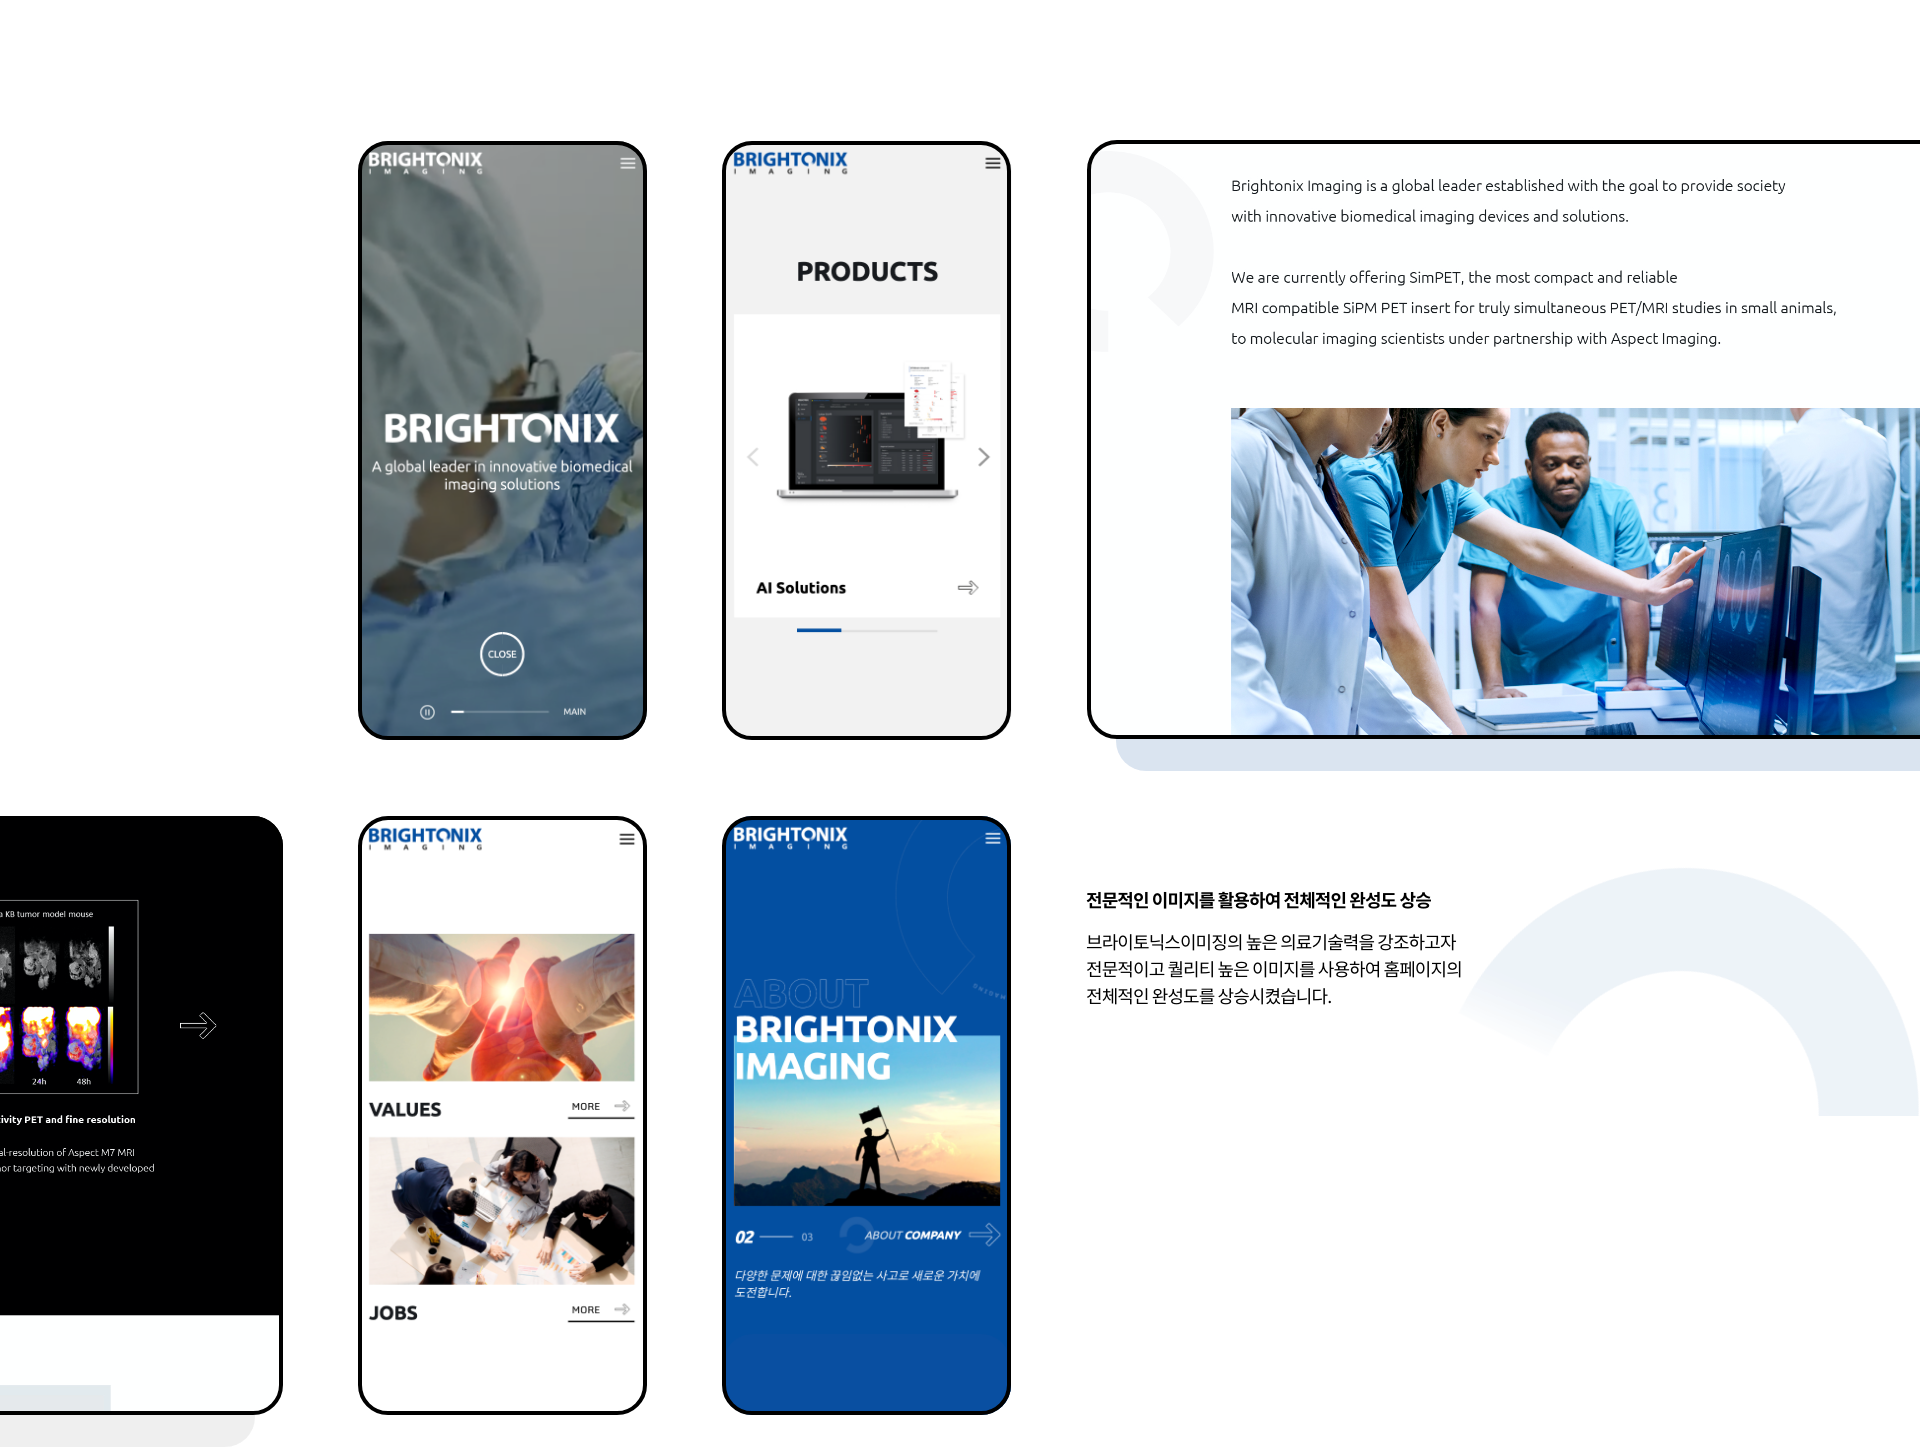 BRIGHTONIX
IMAGING
BRIGHTONIX
A global leader in innovative biomedical
imaging solutions
CLOSE
MAIN
BRIGHTONIX
IMAGING
PRODUCTS
AI Solutions
Brightonix Imaging is a global leader established with the goal to provide society
with innovative biomedical imaging devices and solutions.
We are currently offering SimPET, the most compact and reliable
MRI compatible SiPM PET insert for truly simultaneous PET/MRI studies in small animals,
to molecular imaging scientists under partnership with Aspect Imaging.
a KB tumor model mouse
24h
48h
ivity PET and fine resolution
al-resolution of Aspect M7 MRI
or targeting with newly developed
BRIGHTONIX
IMAGING
VALUES
MORE
JOBS
MORE
BRIGHTONIX
IMAGING
ABOUT
BRIGHTONIX
IMAGING
02
03
ABOUT COMPANY
다양한 문제에 대한 끊임없는 사고로 새로운 가치에
도전합니다.
전문적인 이미지를 활용하여 전체적인 완성도 상승
브라이토닉스이미징의 높은 의료기술력을 강조하고자
전문적이고 퀄리티 높은 이미지를 사용하여 홈페이지의
전체적인 완성도를 상승시켰습니다.